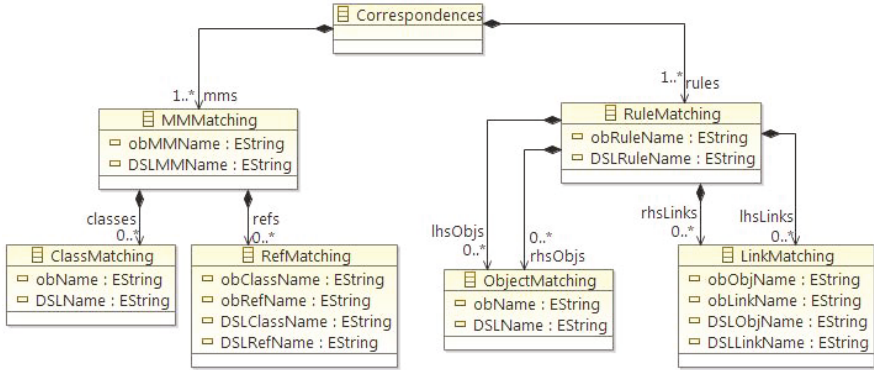 Correspondences
1..* mms
1..* rules
MMMatching
obMMName : EString
DSLMMName : EString
RuleMatching
obRuleName : EString
DSLRuleName : EString
classes
0..*
refs
0..*
lhsObjs
0..*
0..*
rhsObjs
rhsLinks
0..*
lhsLinks
0..*
ClassMatching
obName : EString
DSLName : EString
RefMatching
obClassName : EString
obRefName : EString
DSLClassName : EString
DSLRefName : EString
ObjectMatching
obName : EString
DSLName : EString
LinkMatching
obObjName : EString
obLinkName : EString
DSLObjName : EString
DSLLinkName : EString